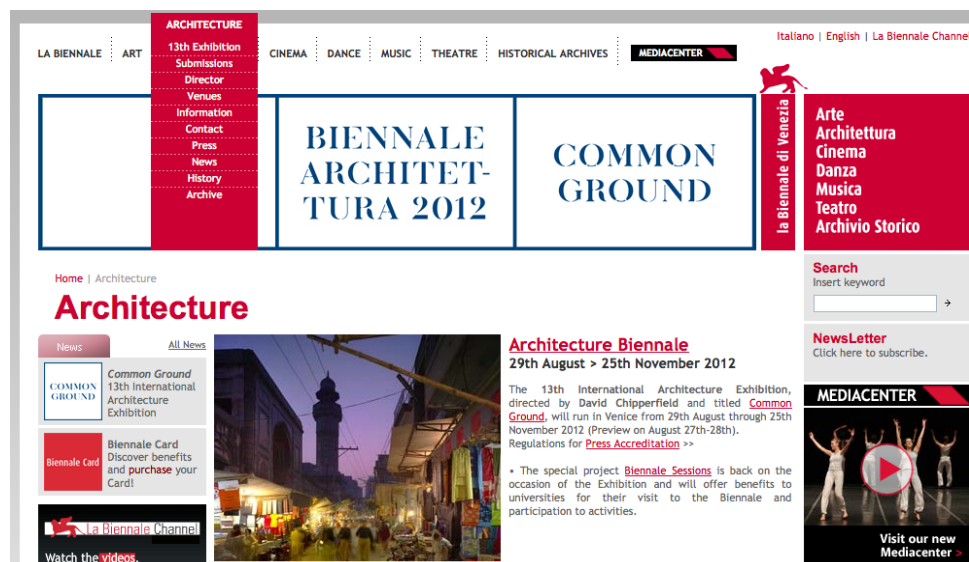 ARCHITECTURE
LA BIENNALE
ART
CINEMA
DANCE
MUSIC
THEATRE
HISTORICAL ARCHIVES
MEDIACENTER
Italiano | English | La Biennale Channel
13th Exhibition
Submissions
Director
Venues
Information
Contact
Press
News
History
Archive
BIENNALE
ARCHITET-
TURA 2012
COMMON
GROUND
la Biennale di Venezia
Arte
Architettura
Cinema
Danza
Musica
Teatro
Archivio Storico
Home | Architecture
Architecture
News
All News
COMMON
GROUND
Common Ground
13th International
Architecture
Exhibition
Biennale Card
Biennale Card
Discover benefits
and purchase your
Card!
La Biennale Channel
Watch the videos.
Architecture Biennale
29th August > 25th November 2012
The 13th International Architecture Exhibition,
directed by David Chipperfield and titled Common
Ground, will run in Venice from 29th August through 25th
November 2012 (Preview on August 27th-28th).
Regulations for Press Accreditation >>
• The special project Biennale Sessions is back on the
occasion of the Exhibition and will offer benefits to
universities for their visit to the Biennale and
participation to activities.
Search
Insert keyword
NewsLetter
Click here to subscribe.
MEDIACENTER
Visit our new
Mediacenter >